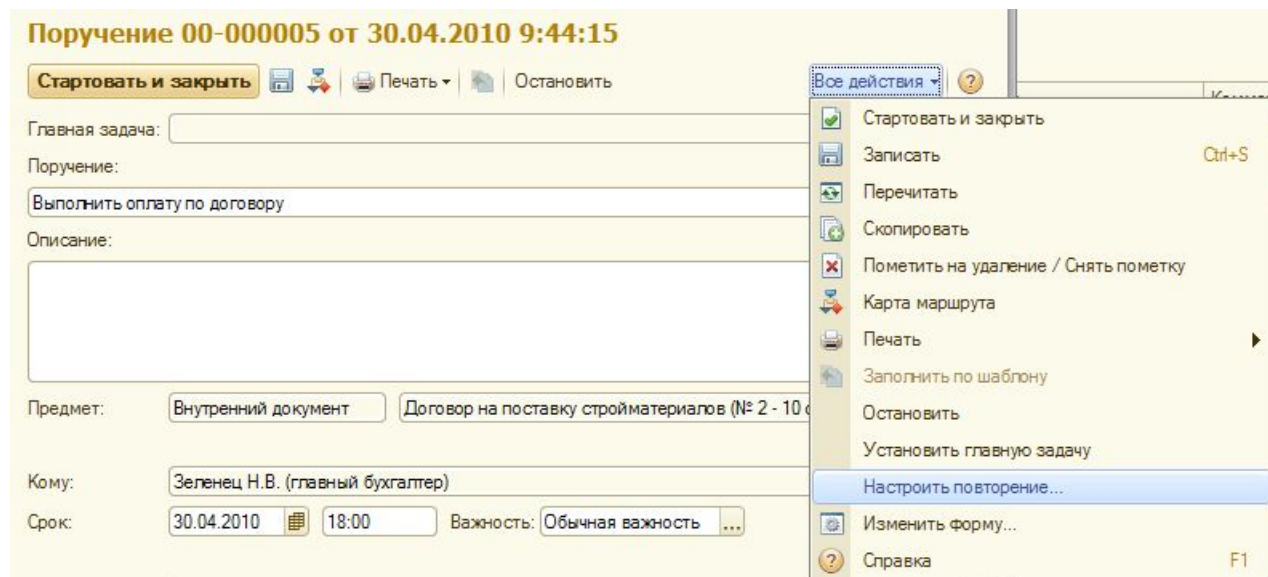 Поручение 00-000005 от 30.04.2010 9:44:15
Стартовать и закрыть Печать Остановить Все действия
Главная задача:
Поручение:
Выполнить оплату по договору
Описание:
Предмет: Внутренний документ Договор на поставку стройматериалов (№ 2 - 10
Кому: Зеленец Н.В. (главный бухгалтер)
Срок: 30.04.2010 18:00 Важность: Обычная важность ...
Стартовать и закрыть
Записать Ctrl+S
Перечитать
Скопировать
Пометить на удаление / Снять пометку
Карта маршрута
Печать
Заполнить по шаблону
Остановить
Установить главную задачу
Настроить повторение...
Изменить форму...
Справка F1